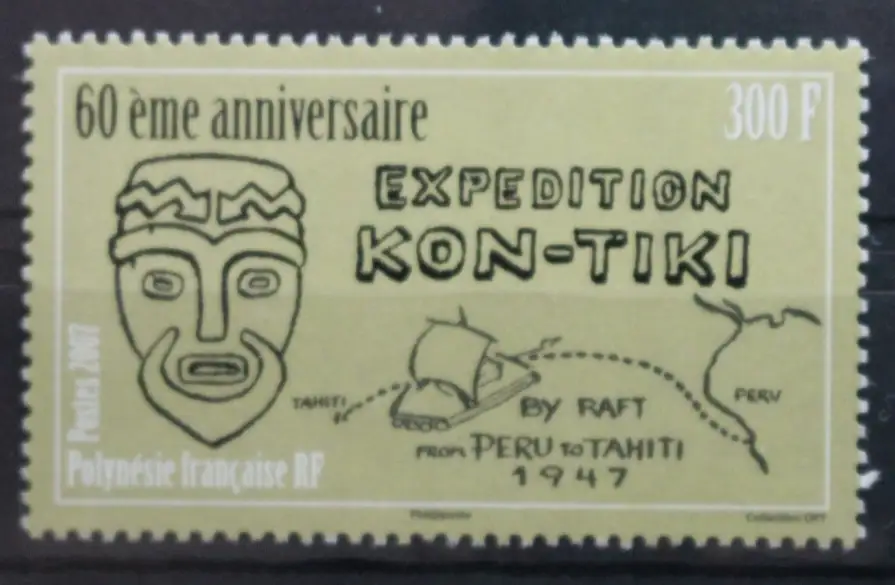 60 ème anniversaire
300 F
EXPEDITION
KON-TIKI
TAHITI
PERU
BY RAFT
FROM PERU TO TAHITI
1947
Postes 2007
Polynésie française RF